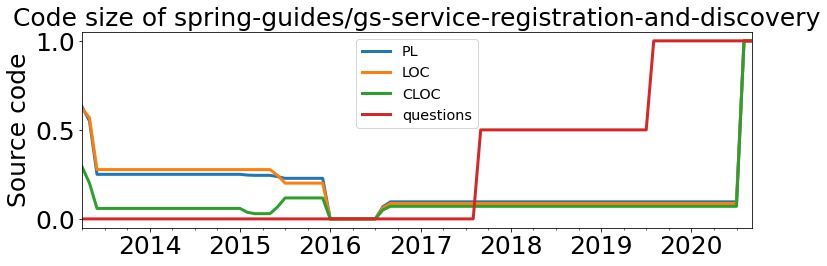 Code size of spring-guides/gs-service-registration-and-discovery
1.0
0.5
0.0
Source code
PL
LOC
CLOC
questions
2014 2015 2016 2017 2018 2019 2020